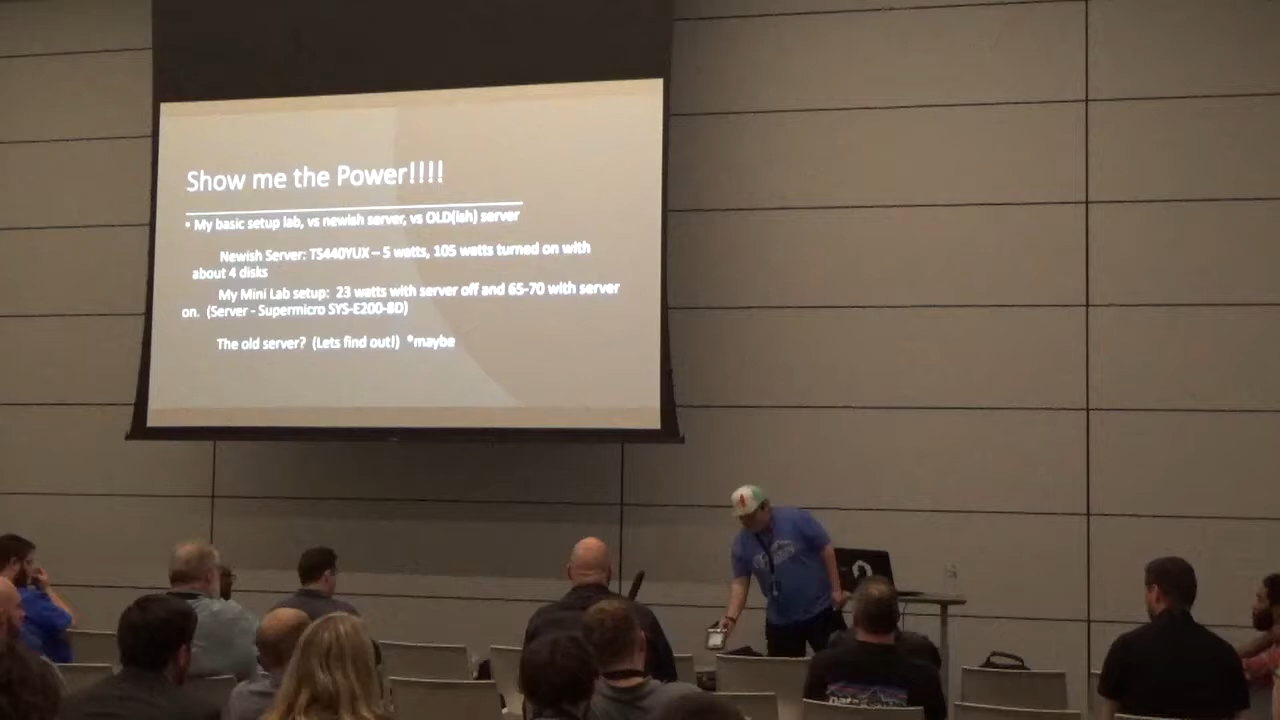 Show me the Power!!!!
• My basic setup lab, vs newish server, vs OLD(ish) server
Newish Server: TS440YUX – 5 watts, 105 watts turned on with
about 4 disks
My Mini Lab setup: 23 watts with server off and 65-70 with server
on. (Server - Supermicro SYS-E200-8D)
The old server? (Lets find out!) *maybe